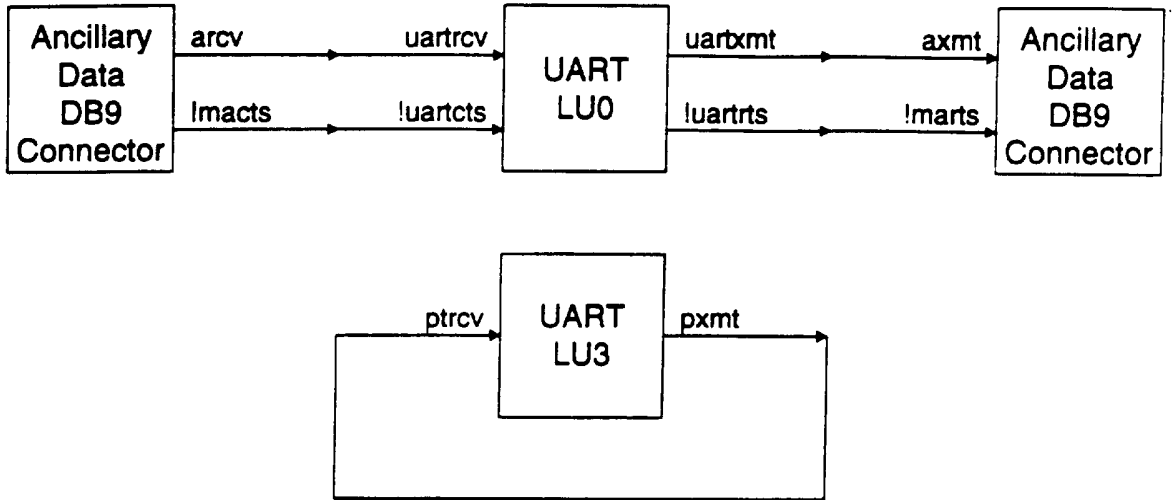 Ancillary
Data
DB9
Connector
arcv
uartrcv
!macts
!uartcts
UART
LU0
uartxmt
axmt
!uartrts
!marts
Ancillary
Data
DB9
Connector
ptrcv
UART
LU3
pxmt